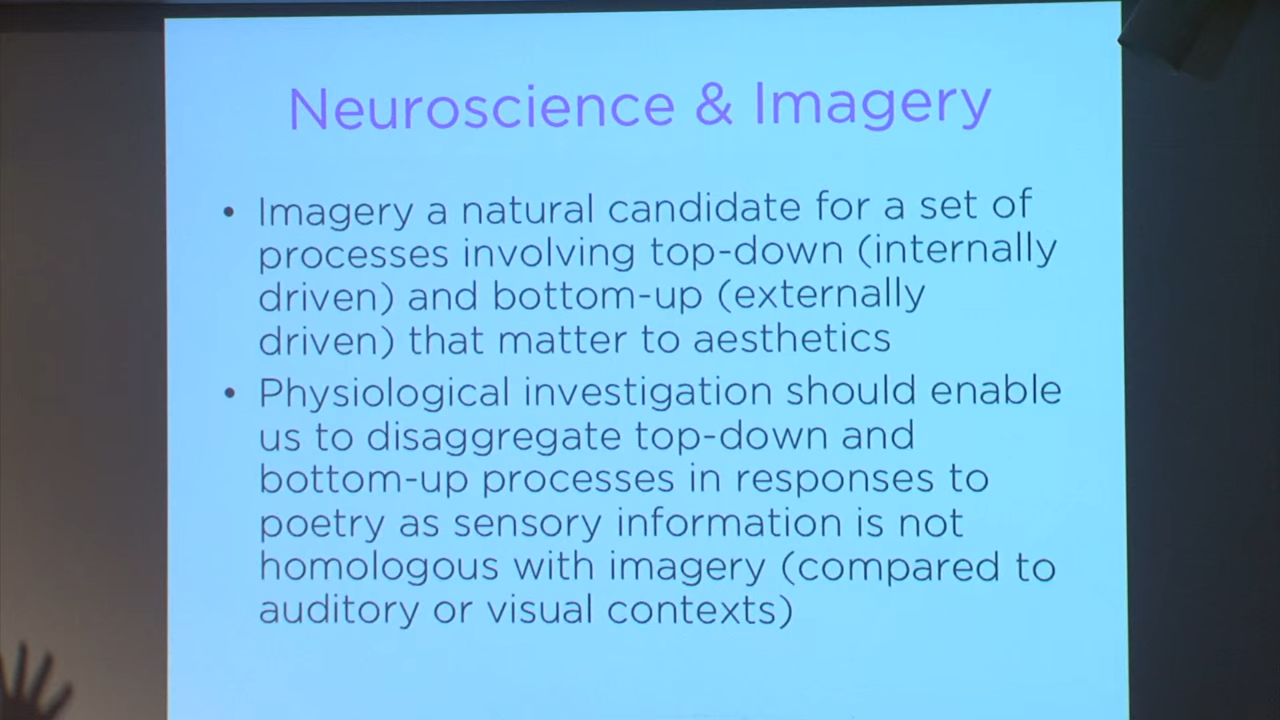 Neuroscience & Imagery
• Imagery a natural candidate for a set of
processes involving top-down (internally
driven) and bottom-up (externally
driven) that matter to aesthetics
• Physiological investigation should enable
us to disaggregate top-down and
bottom-up processes in responses to
poetry as sensory information is not
homologous with imagery (compared to
auditory or visual contexts)